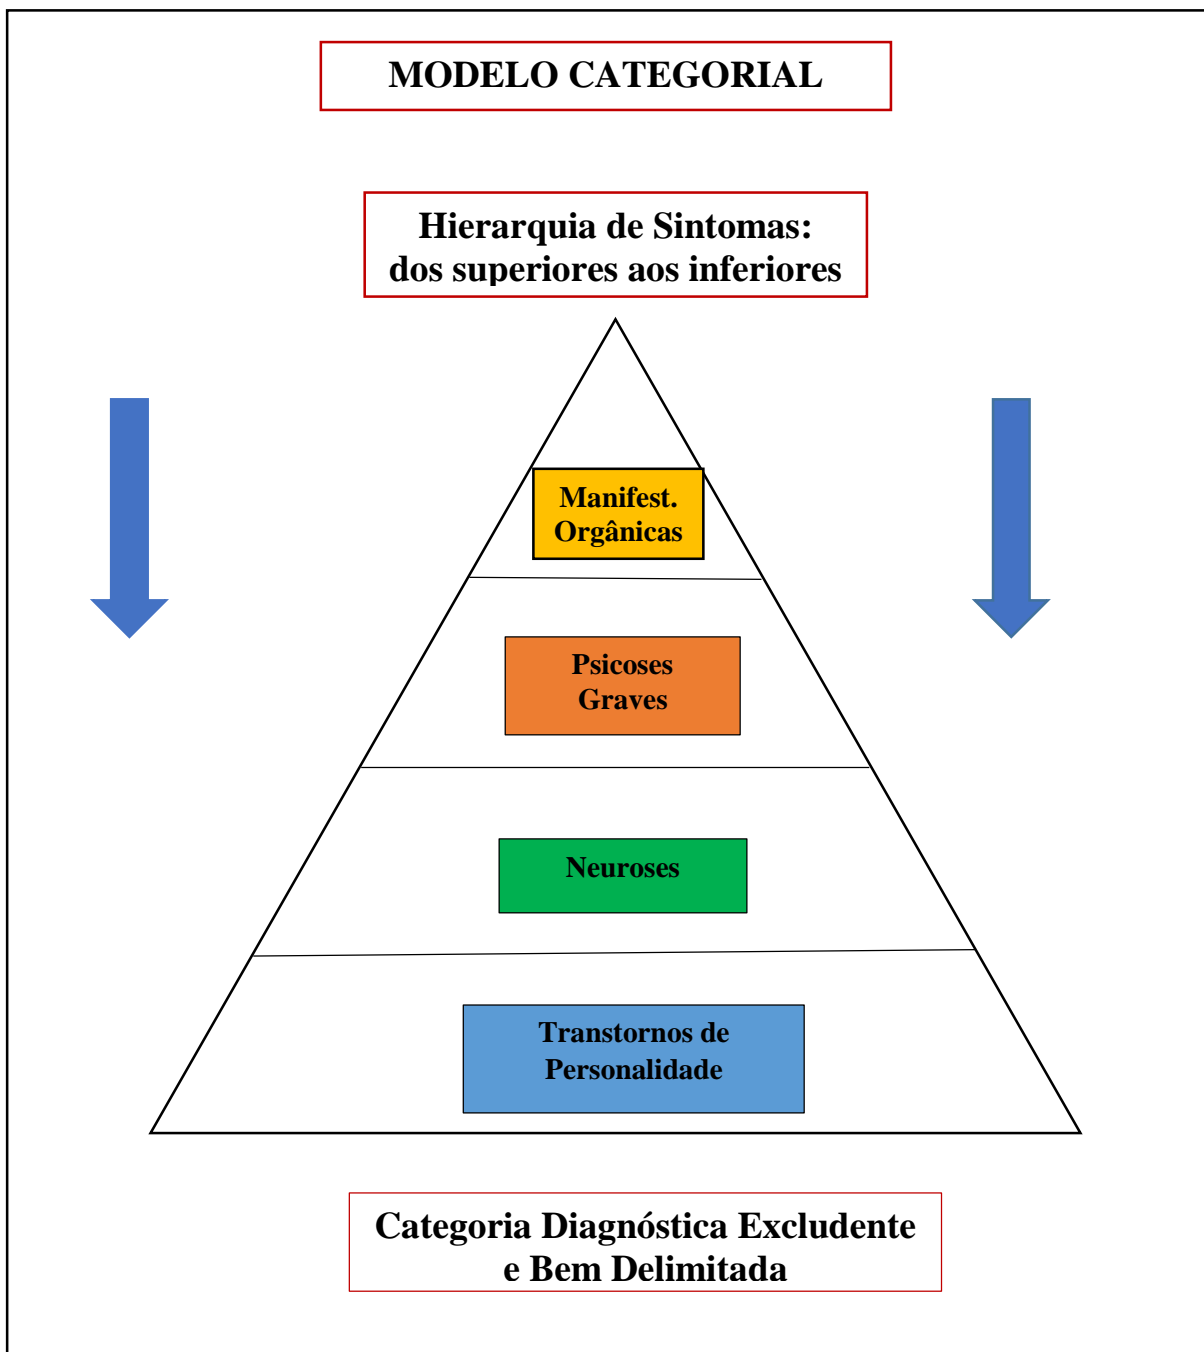 MODELO CATEGORIAL
Hierarquia de Sintomas:
dos superiores aos inferiores
Manifest.
Orgânicas
Psicoses
Graves
Neuroses
Transtornos de
Personalidade
Categoria Diagnóstica Excludente
e Bem Delimitada